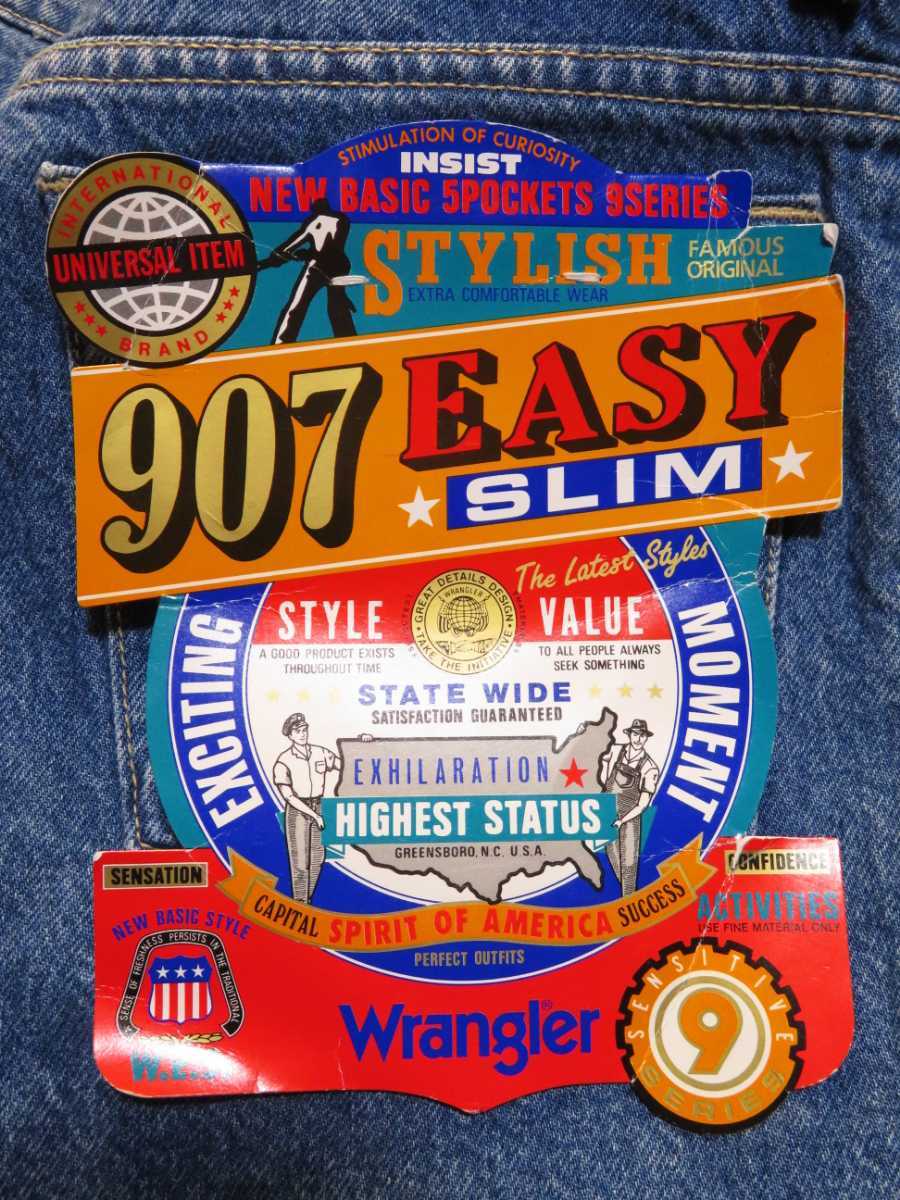 STIMULATION OF CURIOSITY
INSIST
NEW BASIC 5POCKETS 9SERIES
INTERNATIONAL
UNIVERSAL ITEM
BRAND
STYLISH
EXTRA COMFORTABLE WEAR
FAMOUS
ORIGINAL
907 EASY
SLIM
The Latest Styles
EXCITING
MOMENT
STYLE
A GOOD PRODUCT EXISTS
THROUGHOUT TIME
GREAT DETAILS DESIGN
WRANGLER
TAKE THE INITIATIVE
VALUE
TO ALL PEOPLE ALWAYS
SEEK SOMETHING
STATE WIDE
SATISFACTION GUARANTEED
EXHILARATION
HIGHEST STATUS
GREENSBORO, N.C. U.S.A.
CAPITAL SPIRIT OF AMERICA SUCCESS
PERFECT OUTFITS
SENSATION
NEW BASIC STYLE
A SENSE OF FRESHNESS PERSISTS IN THE TRADITIONAL
CONFIDENCE
ACTIVITIES
USE FINE MATERIAL ONLY
Wrangler®
SENSITIVE
9
SERIES